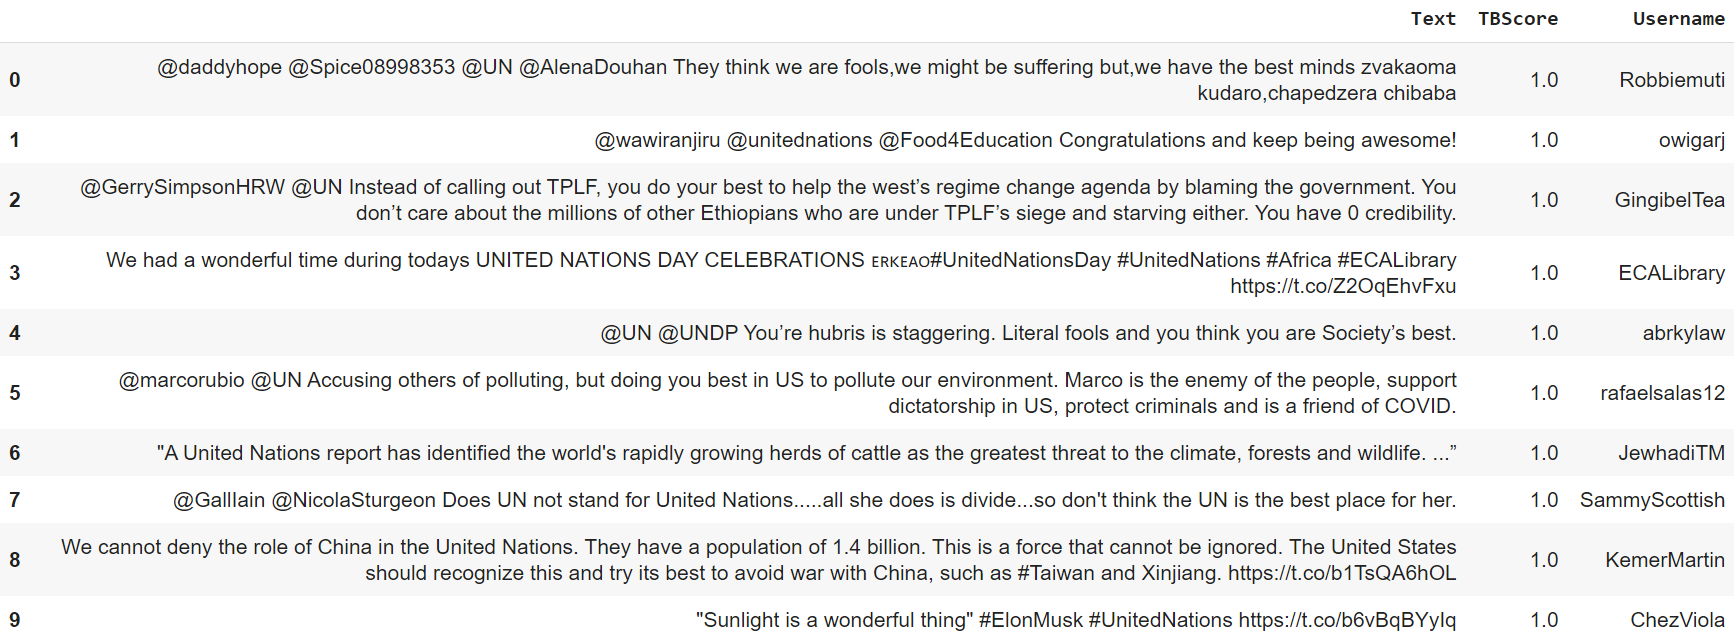 Text TBScore Username
0 @daddyhope @Spice08998353 @UN @AlenaDouhan They think we are fools,we might be suffering but,we have the best minds zvakaoma 1.0 Robbiemuti
kudaro,chapedzera chibaba
1 @wawiranjiru @unitednations @Food4Education Congratulations and keep being awesome! 1.0 owigarj
2 @GerrySimpsonHRW @UN Instead of calling out TPLF, you do your best to help the west’s regime change agenda by blaming the government. You 1.0 GingibelTea
don’t care about the millions of other Ethiopians who are under TPLF’s siege and starving either. You have 0 credibility.
3 We had a wonderful time during todays UNITED NATIONS DAY CELEBRATIONS ᴇʀᴋᴇᴀᴏ#UnitedNationsDay #UnitedNations #Africa #ECALibrary 1.0 ECALibrary
https://t.co/Z2OqEhvFxu
4 @UN @UNDP You’re hubris is staggering. Literal fools and you think you are Society’s best. 1.0 abrkylaw
5 @marcorubio @UN Accusing others of polluting, but doing you best in US to pollute our environment. Marco is the enemy of the people, support 1.0 rafaelsalas12
dictatorship in US, protect criminals and is a friend of COVID.
6 "A United Nations report has identified the world's rapidly growing herds of cattle as the greatest threat to the climate, forests and wildlife. ...” 1.0 JewhadiTM
7 @GallIain @NicolaSturgeon Does UN not stand for United Nations.....all she does is divide...so don't think the UN is the best place for her. 1.0 SammyScottish
8 We cannot deny the role of China in the United Nations. They have a population of 1.4 billion. This is a force that cannot be ignored. The United States 1.0 KemerMartin
should recognize this and try its best to avoid war with China, such as #Taiwan and Xinjiang. https://t.co/b1TsQA6hOL
9 "Sunlight is a wonderful thing" #ElonMusk #UnitedNations https://t.co/b6vBqBYyIq 1.0 ChezViola